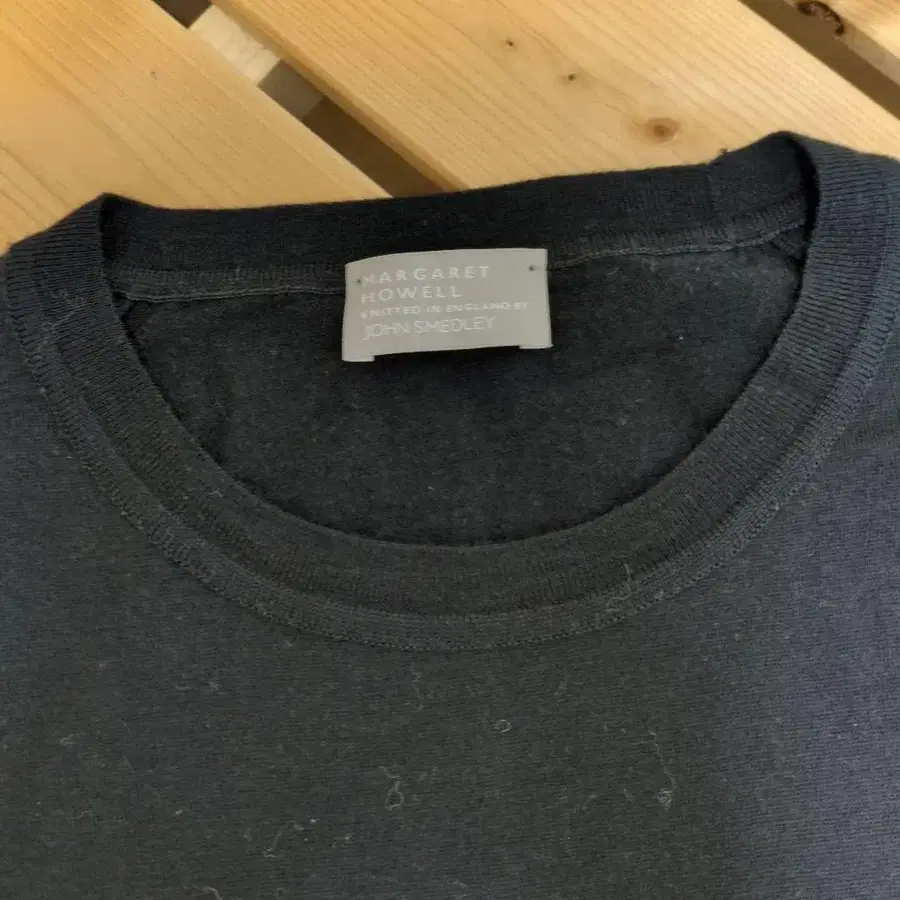 MARGARET
HOWELL
KNITTED IN ENGLAND BY
JOHN SMEDLEY